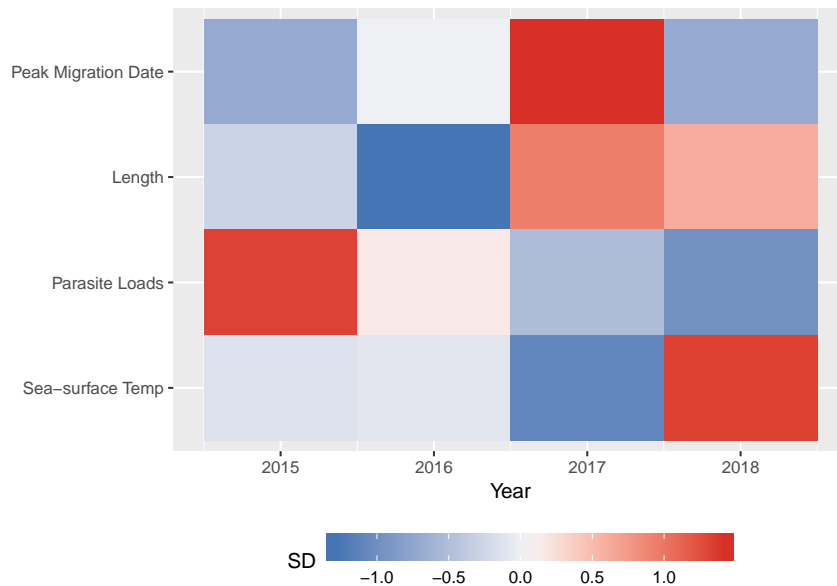 Peak Migration Date
Length
Parasite Loads
Sea−surface Temp
2015 2016 2017 2018
Year
SD
−1.0 −0.5 0.0 0.5 1.0